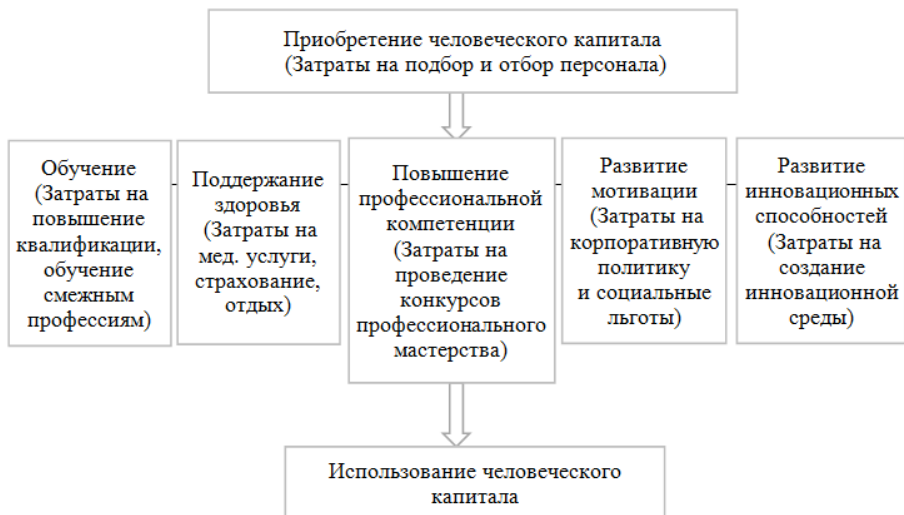 Приобретение человеческого капитала
(Затраты на подбор и отбор персонала)
Обучение
(Затраты на
повышение
квалификации,
обучение
смежным
профессиям)
Поддержание
здоровья
(Затраты на
мед. услуги,
страхование,
отдых)
Повышение
профессиональной
компетенции
(Затраты на
проведение
конкурсов
профессионального
мастерства)
Развитие
мотивации
(Затраты на
корпоративную
политику
и социальные
льготы)
Развитие
инновационных
способностей
(Затраты на
создание
инновационной
среды)
Использование человеческого
капитала